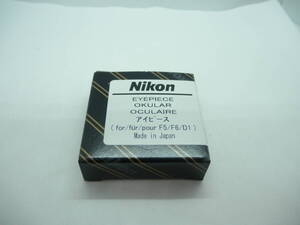 Nikon
EYEPIECE
OKULAR
OCULAIRE
アイピース
(for/für/pour F5/F6/D1)
Made in Japan